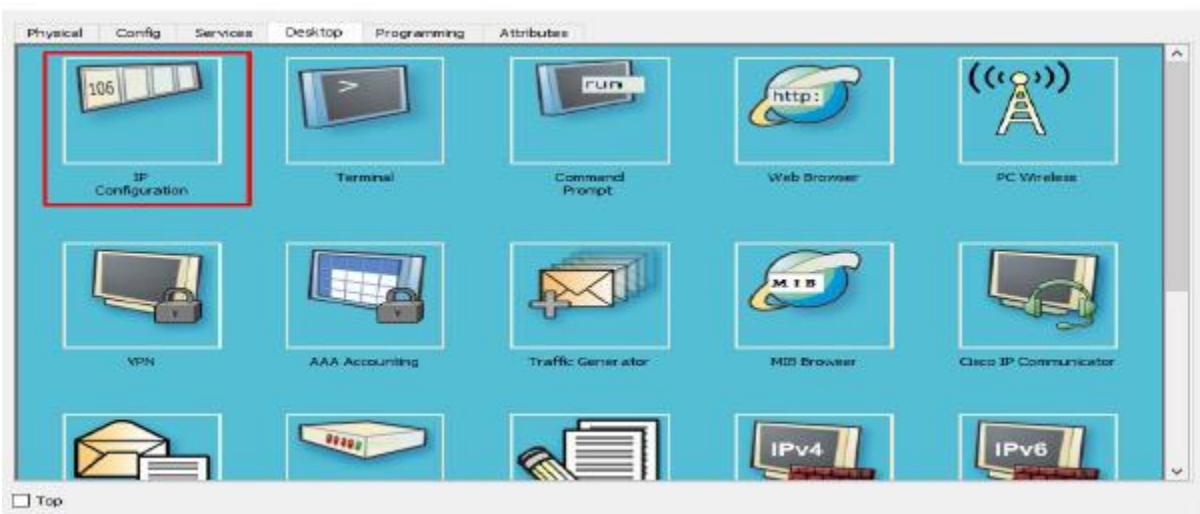 Physical Config Services Desktop Programming Attributes
106
>
run
http:
((( )))
IP
Configuration
Terminal
Command
Prompt
Web Browser
PC Wireless
MIB
VPN
AAA Accounting
Traffic Generator
MIB Browser
Cisco IP Communicator
IPv4
IPv6
Top